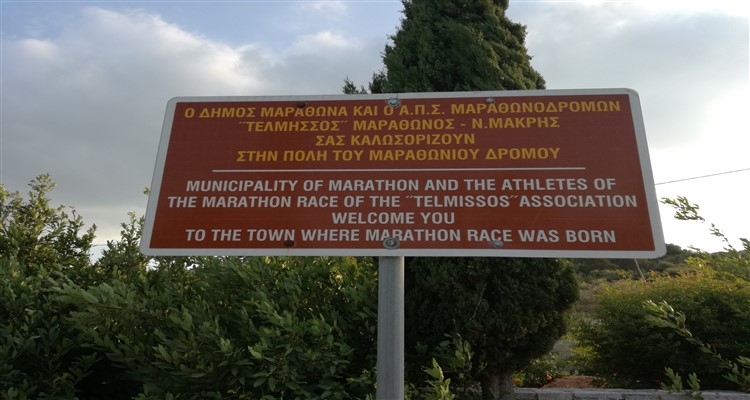 Ο ΔΗΜΟΣ ΜΑΡΑΘΩΝΑ ΚΑΙ Ο Α.Π.Σ. ΜΑΡΑΘΩΝΟΔΡΟΜΩΝ
΄΄ΤΕΛΜΗΣΣΟΣ΄΄ ΜΑΡΑΘΩΝΟΣ - Ν.ΜΑΚΡΗΣ
ΣΑΣ ΚΑΛΩΣΟΡΙΖΟΥΝ
ΣΤΗΝ ΠΟΛΗ ΤΟΥ ΜΑΡΑΘΩΝΙΟΥ ΔΡΟΜΟΥ
MUNICIPALITY OF MARATHON AND THE ATHLETES OF
THE MARATHON RACE OF THE ΄΄TELMISSOS΄΄ ASSOCIATION
WELCOME YOU
TO THE TOWN WHERE MARATHON RACE WAS BORN